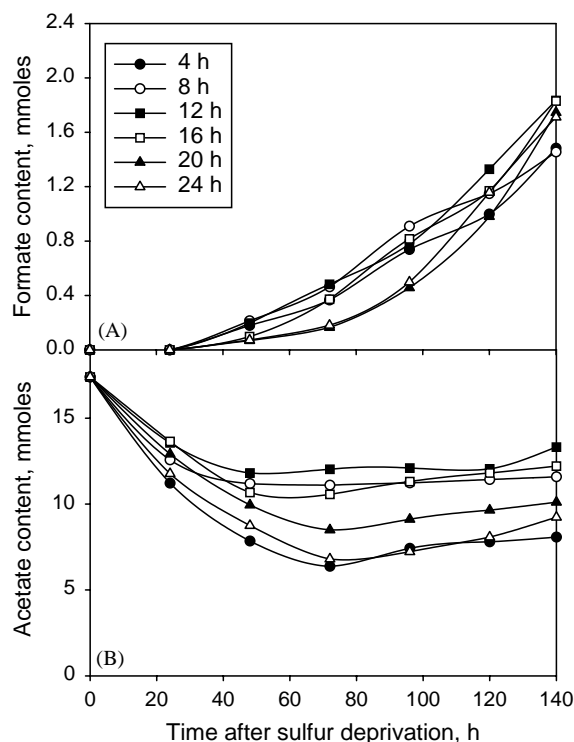 2.4
2.0
1.6
1.2
0.8
0.4
0.0
Formate content, mmoles
4 h
8 h
12 h
16 h
20 h
24 h
(A)
15
10
5
0
Acetate content, mmoles
(B)
0 20 40 60 80 100 120 140
Time after sulfur deprivation, h